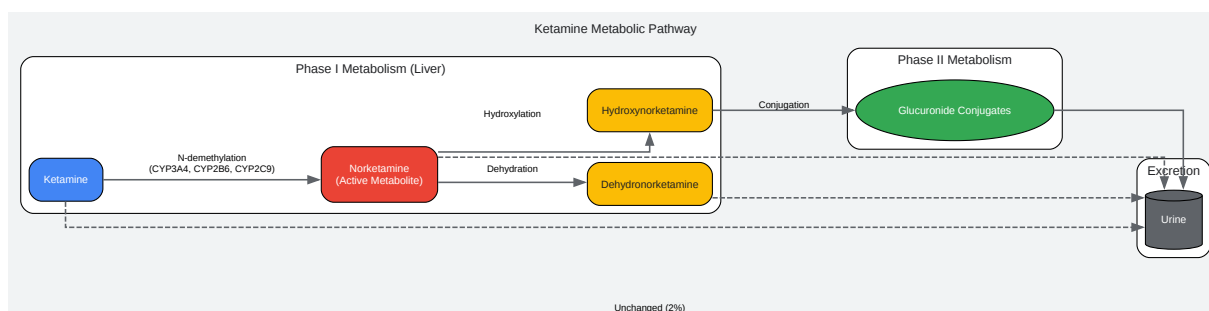 Ketamine Metabolic Pathway
Phase I Metabolism (Liver)
Phase II Metabolism
Hydroxylation
Hydroxynorketamine
Conjugation
Glucuronide Conjugates
N-demethylation
(CYP3A4, CYP2B6, CYP2C9)
Ketamine
Norketamine
(Active Metabolite)
Dehydration
Dehydronorketamine
Excretion
Urine
Unchanged (2%)